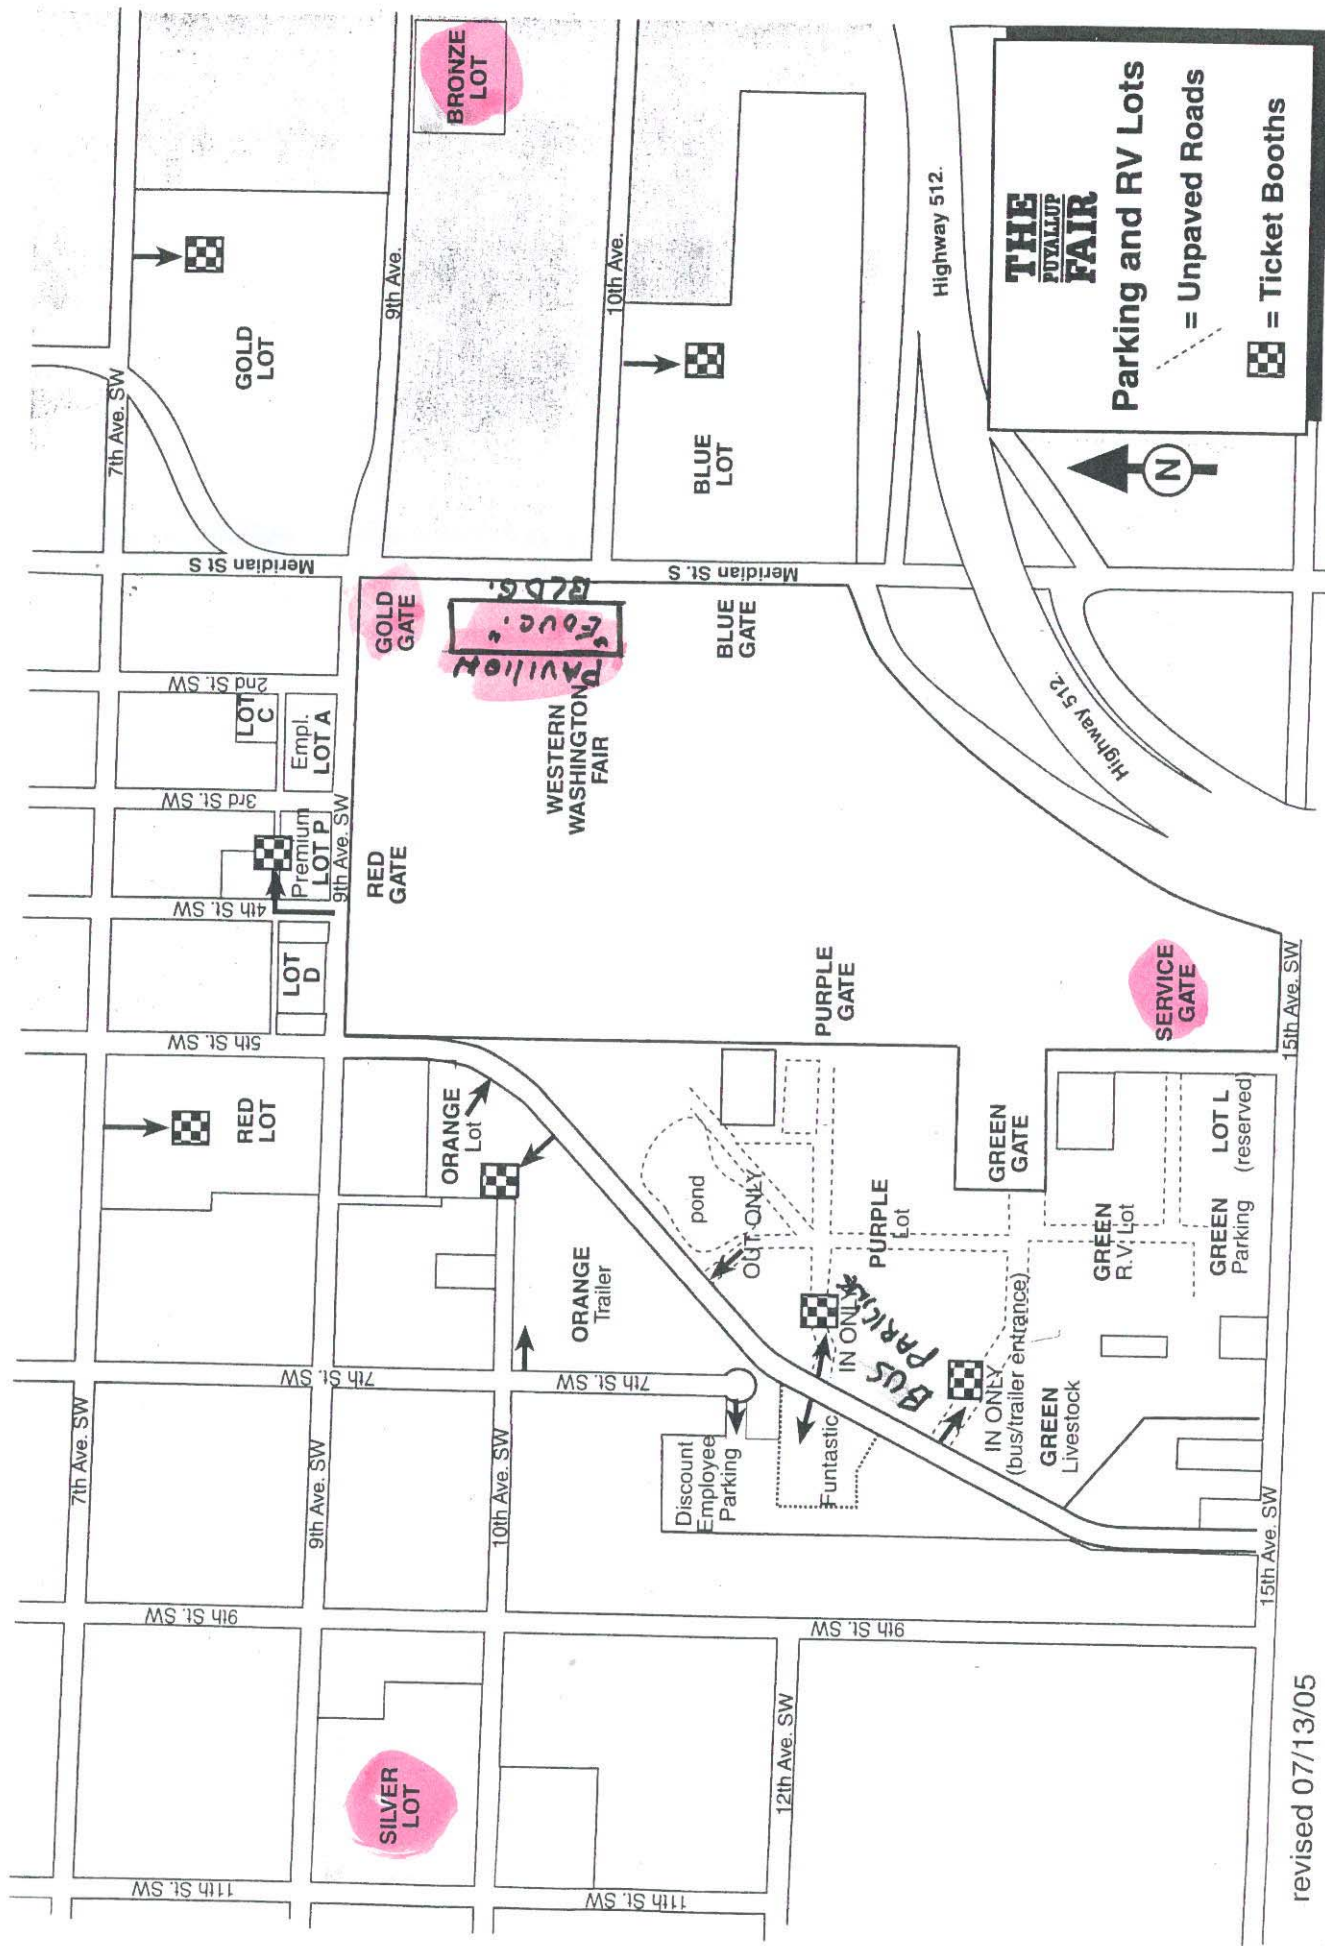 7th Ave. SW
7th Ave. SW
9th St. SW
11th St. SW
5th St. SW
4th St. SW
3rd St. SW
2nd St. SW
Meridian St S
RED
LOT
LOT
D
Premium
LOT P
LOT
C
Empl.
LOT A
GOLD
LOT
9th Ave. SW
9th Ave. SW
9th Ave.
7th St. SW
SILVER
LOT
ORANGE
Lot
RED
GATE
GOLD
GATE
BRONZE
LOT
10th Ave. SW
10th Ave.
ORANGE
Trailer
7th St. SW
11th St. SW
WESTERN
WASHINGTON
FAIR
PAVILION
"EDUC."
BLDG.
Discount
Employee
Parking
pond
OUT ONLY
BLUE
GATE
Meridian St. S
BLUE
LOT
12th Ave. SW
9th St. SW
Funtastic
IN ONLY
PURPLE
Lot
PURPLE
GATE
BUS
PARKING
IN ONLY
(bus/trailer entrance)
GREEN
Livestock
GREEN
GATE
GREEN
R.V. Lot
GREEN
Parking
LOT L
(reserved)
SERVICE
GATE
15th Ave. SW
15th Ave. SW
Highway 512.
Highway 512.
N
THE
PUYALLUP
FAIR
Parking and RV Lots
= Unpaved Roads
= Ticket Booths
revised 07/13/05